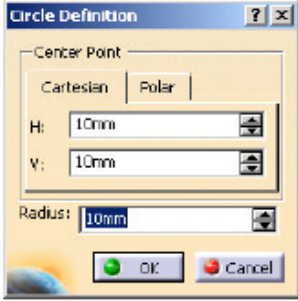 Circle Definition
Center Point
Cartesian Polar
H: 10mm
V: 10mm
Radius: 10mm
OK Cancel